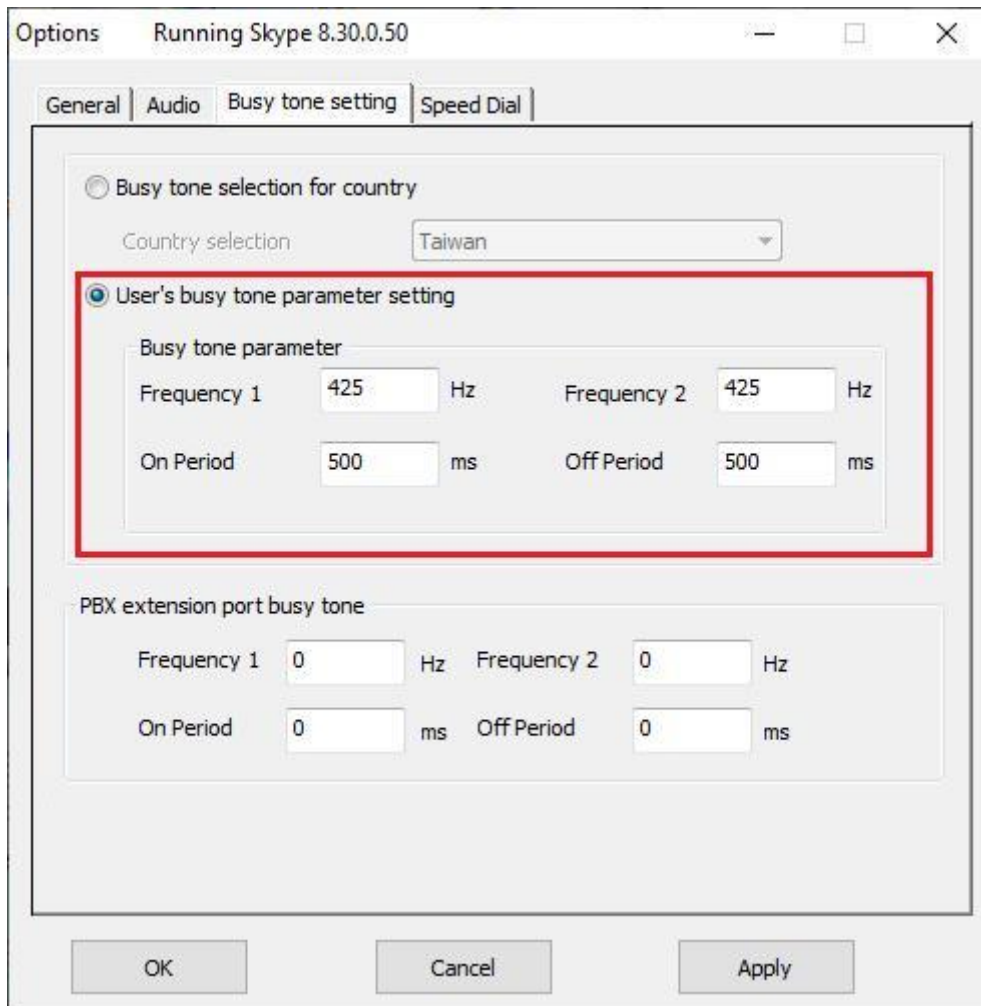 Options Running Skype 8.30.0.50
General Audio Busy tone setting Speed Dial
Busy tone selection for country
Country selection Taiwan
User's busy tone parameter setting
Busy tone parameter
Frequency 1 425 Hz Frequency 2 425 Hz
On Period 500 ms Off Period 500 ms
PBX extension port busy tone
Frequency 1 0 Hz Frequency 2 0 Hz
On Period 0 ms Off Period 0 ms
OK Cancel Apply